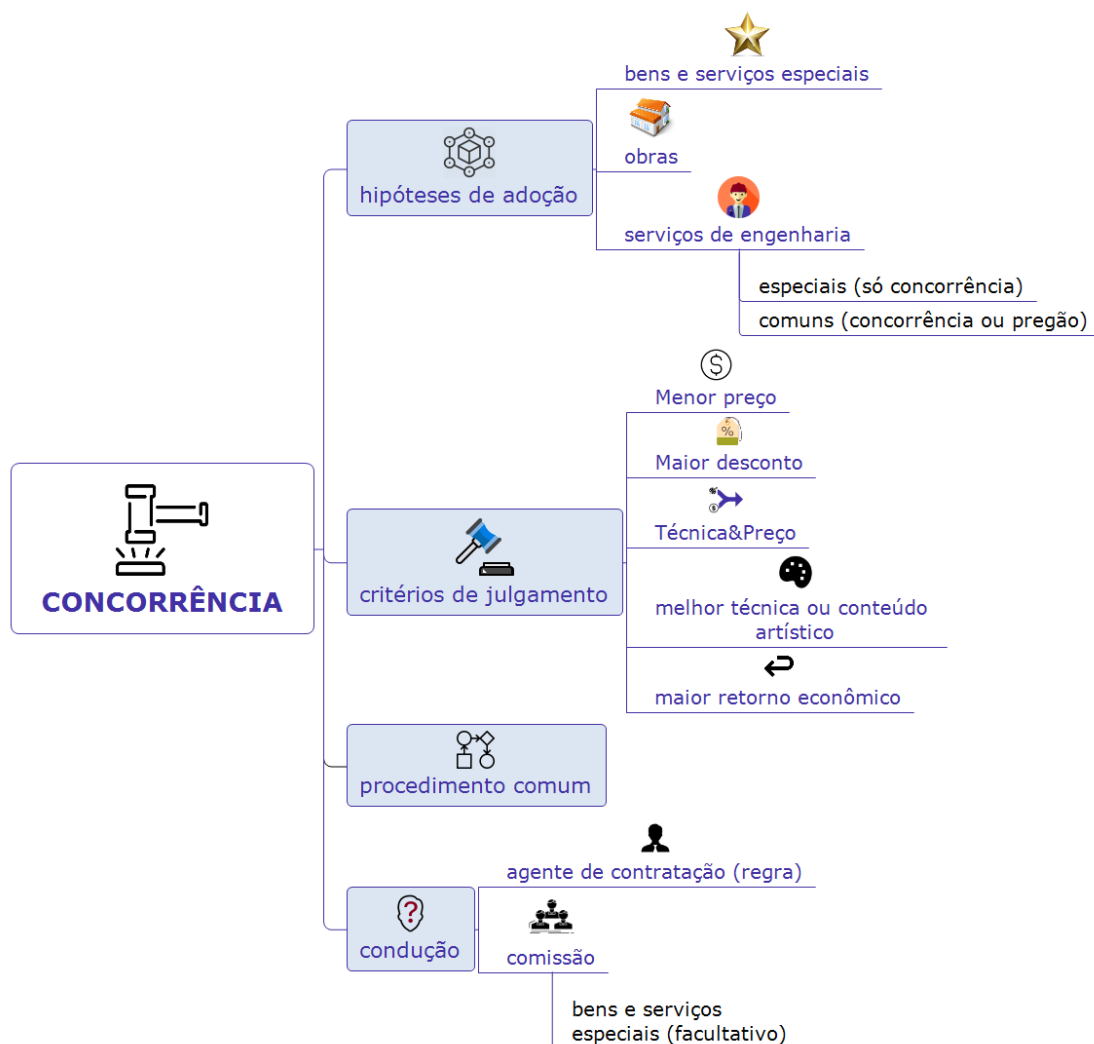 bens e serviços especiais
obras
hipóteses de adoção
serviços de engenharia
especiais (só concorrência)
comuns (concorrência ou pregão)
$
Menor preço
%
Maior desconto
$
Técnica&Preço
CONCORRÊNCIA
critérios de julgamento
melhor técnica ou conteúdo
artístico
maior retorno econômico
procedimento comum
agente de contratação (regra)
?
condução
comissão
bens e serviços
especiais (facultativo)